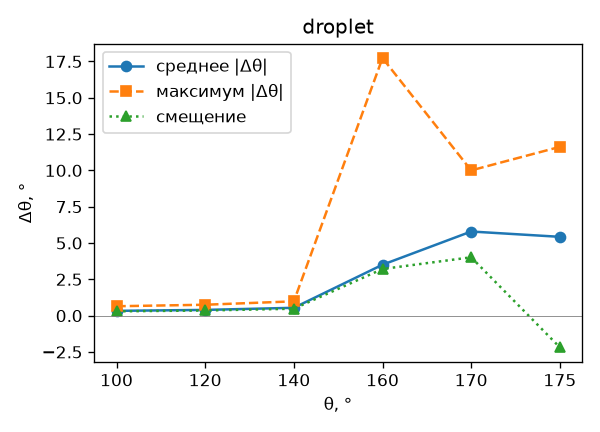 droplet
среднее |Δθ|
максимум |Δθ|
смещение
Δθ, °
17.5
15.0
12.5
10.0
7.5
5.0
2.5
0.0
−2.5
100 120 140 160 170 175
θ, °